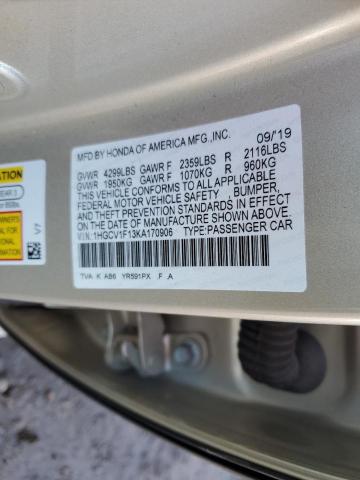 MFD.BY HONDA OF AMERICA MFG.,INC. 09/'19
GVWR 4299LBS GAWR F 2359LBS R 2116LBS
GVWR 1950KG GAWR F 1070KG R 960KG
THIS VEHICLE CONFORMS TO ALL APPLICABLE
FEDERAL MOTOR VEHICLE SAFETY , BUMPER,
AND THEFT PREVENTION STANDARDS IN EFFECT
ON THE DATE OF MANUFACTURE SHOWN ABOVE.
VIN:1HGCV1F13KA170906 TYPE:PASSENGER CAR
TVA K AB6 YR591PX .F .A
V7